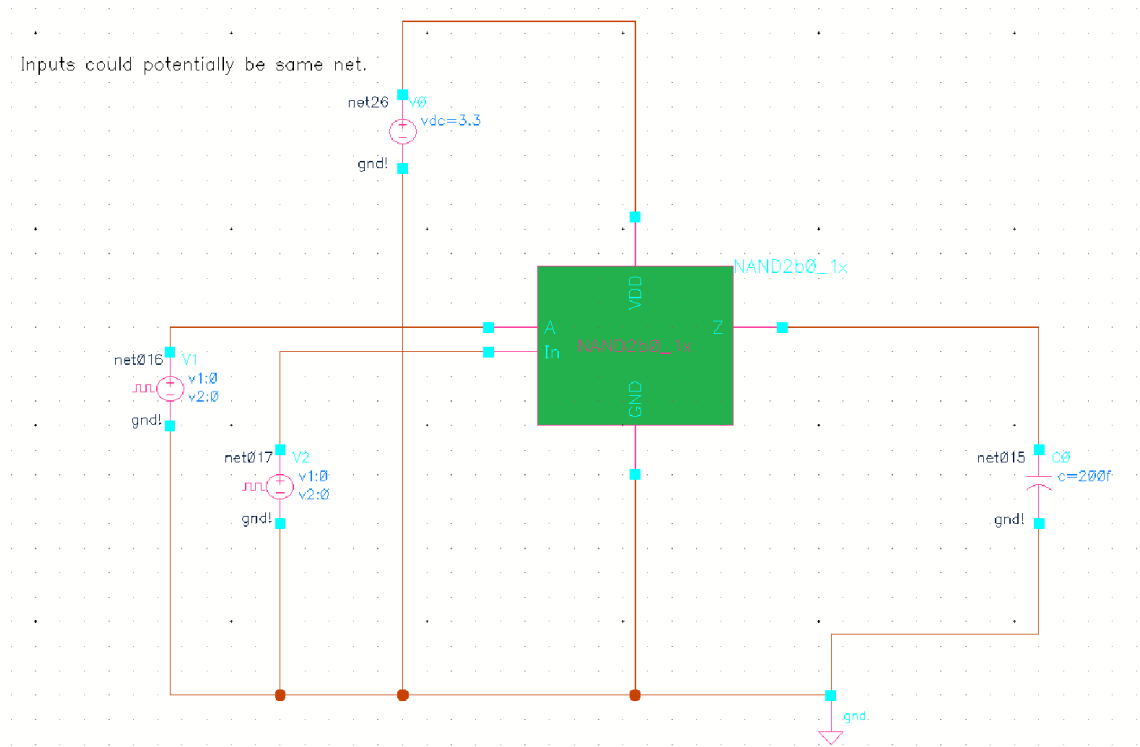 Inputs could potentially be same net.
net26
V0
vdc=3.3
gnd!
NAND2b0_1x
VDD
A
Z
In
NAND2b0_1x
GND
net016
V1
v1:0
v2:0
gnd!
net017
V2
v1:0
v2:0
gnd!
net015
C0
c=200f
gnd!
gnd